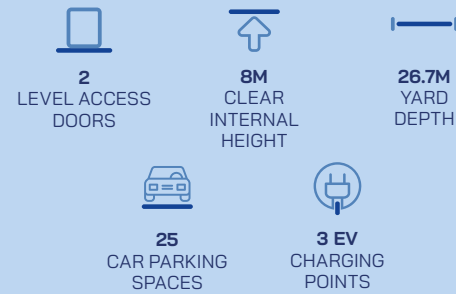 2
LEVEL ACCESS
DOORS
8M
CLEAR
INTERNAL
HEIGHT
26.7M
YARD
DEPTH
25
CAR PARKING
SPACES
3 EV
CHARGING
POINTS